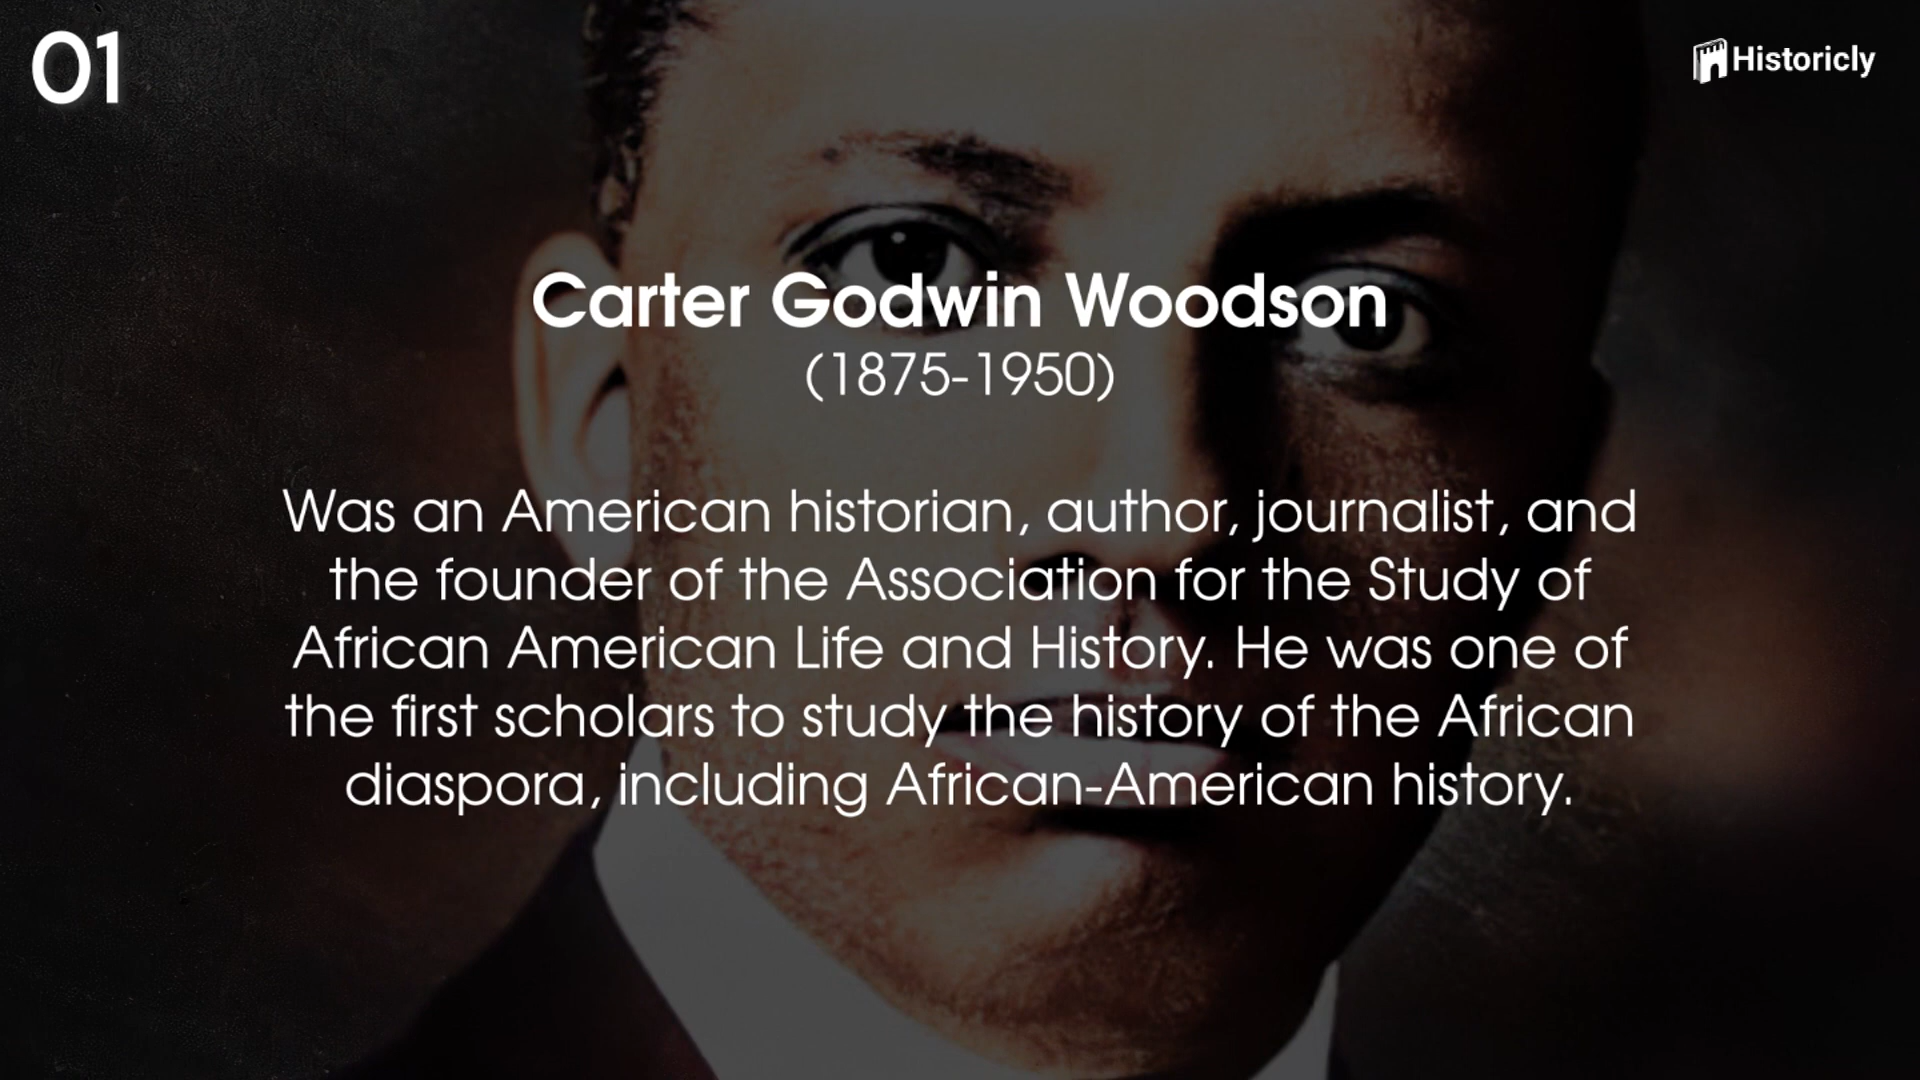 01
Historicly
Carter Godwin Woodson
(1875-1950)
Was an American historian, author, journalist, and
the founder of the Association for the Study of
African American Life and History. He was one of
the first scholars to study the history of the African
diaspora, including African-American history.